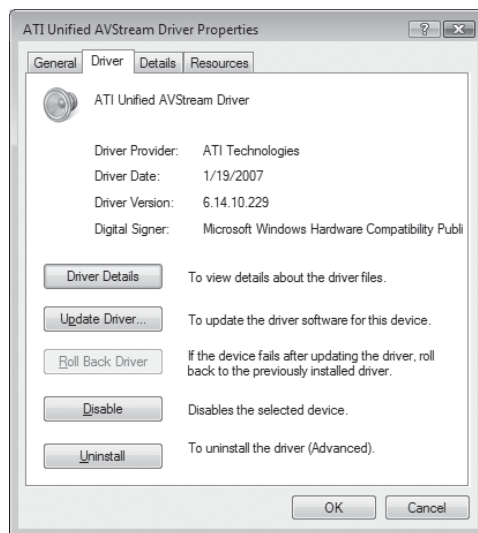 ATI Unified AVStream Driver Properties
General Driver Details Resources
ATI Unified AVStream Driver
Driver Provider: ATI Technologies
Driver Date: 1/19/2007
Driver Version: 6.14.10.229
Digital Signer: Microsoft Windows Hardware Compatibility Publi
Driver Details To view details about the driver files.
Update Driver... To update the driver software for this device.
Roll Back Driver If the device fails after updating the driver, roll
back to the previously installed driver.
Disable Disables the selected device.
Uninstall To uninstall the driver (Advanced).
OK Cancel